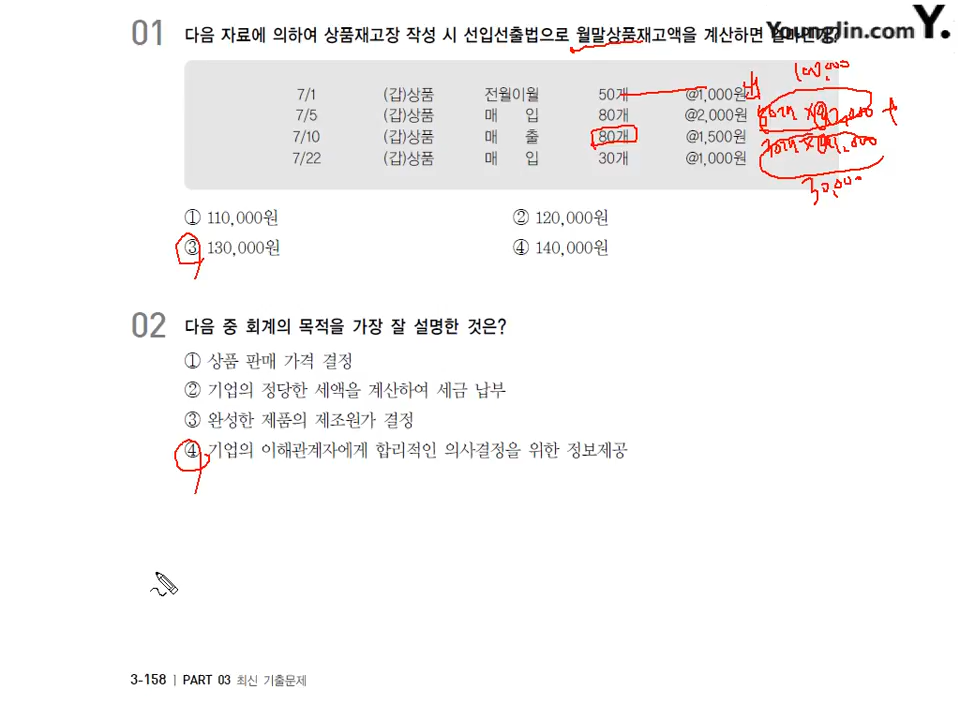 01 다음 자료에 의하여 상품재고장 작성 시 선입선출법으로 월말상품재고액을 계산하면
YoungJin.com Y.
100,000
7/1 (갑)상품 전월이월 50개 @1,000원
7/5 (갑)상품 매 입 80개 @2,000원
7/10 (갑)상품 매 출 80개 @1,500원
7/22 (갑)상품 매 입 30개 @1,000원
30,000
① 110,000원 ② 120,000원
③ 130,000원 ④ 140,000원
02 다음 중 회계의 목적을 가장 잘 설명한 것은?
① 상품 판매 가격 결정
② 기업의 정당한 세액을 계산하여 세금 납부
③ 완성한 제품의 제조원가 결정
④ 기업의 이해관계자에게 합리적인 의사결정을 위한 정보제공
3-158 | PART 03 최신 기출문제